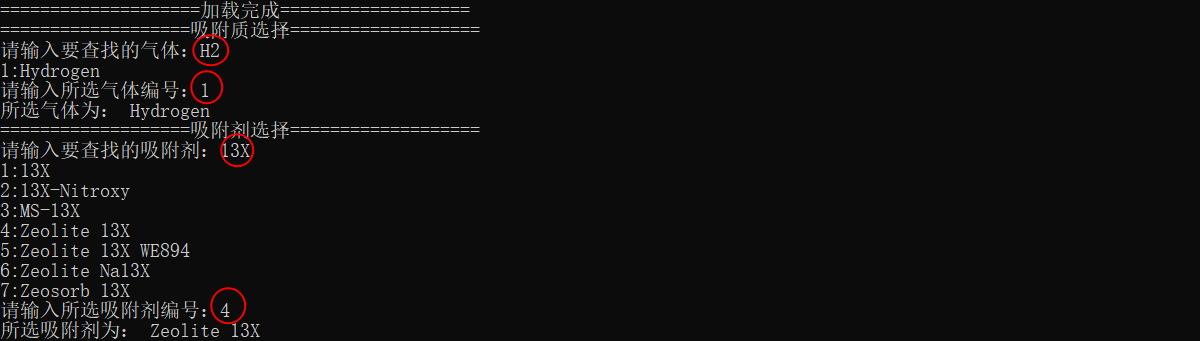 ====================加载完成===================
===================吸附质选择===================
请输入要查找的气体：H2
1:Hydrogen
请输入所选气体编号：1
所选气体为： Hydrogen
===================吸附剂选择===================
请输入要查找的吸附剂：13X
1:13X
2:13X-Nitroxy
3:MS-13X
4:Zeolite 13X
5:Zeolite 13X WE894
6:Zeolite Na13X
7:Zeosorb 13X
请输入所选吸附剂编号：4
所选吸附剂为： Zeolite 13X